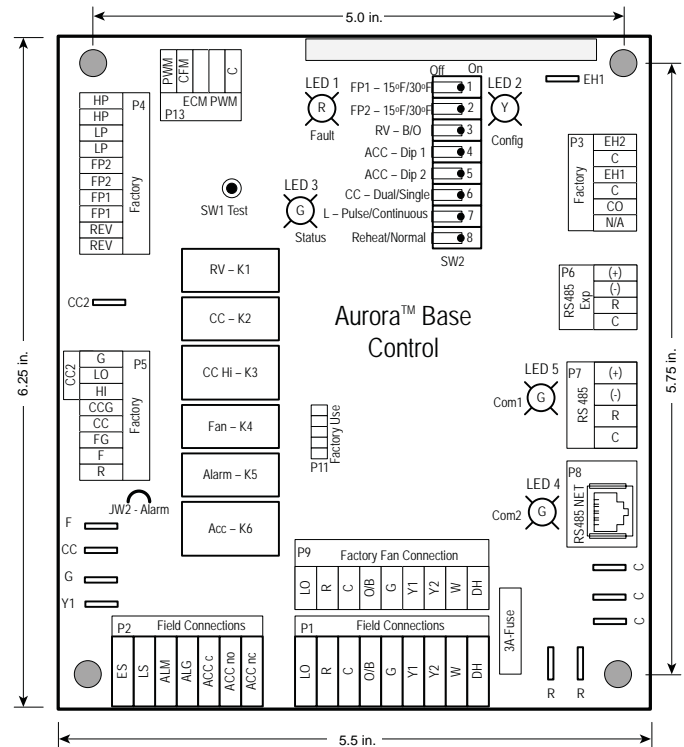 5.0 in.
6.25 in.
5.75 in.
5.5 in.
PWM
CFM
C
ECM PWM
P13
LED 1
R
Fault
Off
On
FP1 – 15ºF/30ºF
1
FP2 – 15ºF/30ºF
2
RV – B/O
3
ACC – Dip 1
4
ACC – Dip 2
5
CC – Dual/Single
6
L – Pulse/Continuous
7
Reheat/Normal
8
SW2
LED 2
Y
Config
EH1
HP
HP
LP
LP
FP2
FP2
FP1
FP1
REV
REV
P4
Factory
SW1 Test
LED 3
G
Status
P3
Factory
EH2
C
EH1
C
CO
N/A
RV – K1
CC – K2
CC Hi – K3
Fan – K4
Alarm – K5
Acc – K6
CC2
Aurora™ Base
Control
P6
RS485
Exp
(+)
(-)
R
C
CC2
G
LO
HI
CCG
CC
FG
F
R
P5
Factory
LED 5
G
Com1
P7
RS 485
(+)
(-)
R
C
Factory Use
P11
JW2 - Alarm
LED 4
G
Com2
P8
RS485 NET
F
CC
G
Y1
P9
Factory Fan Connection
LO
R
C
O/B
G
Y1
Y2
W
DH
C
C
C
P2
Field Connections
ES
LS
ALM
ALG
ACC c
ACC no
ACC nc
P1
Field Connections
LO
R
C
O/B
G
Y1
Y2
W
DH
3A-Fuse
R
R